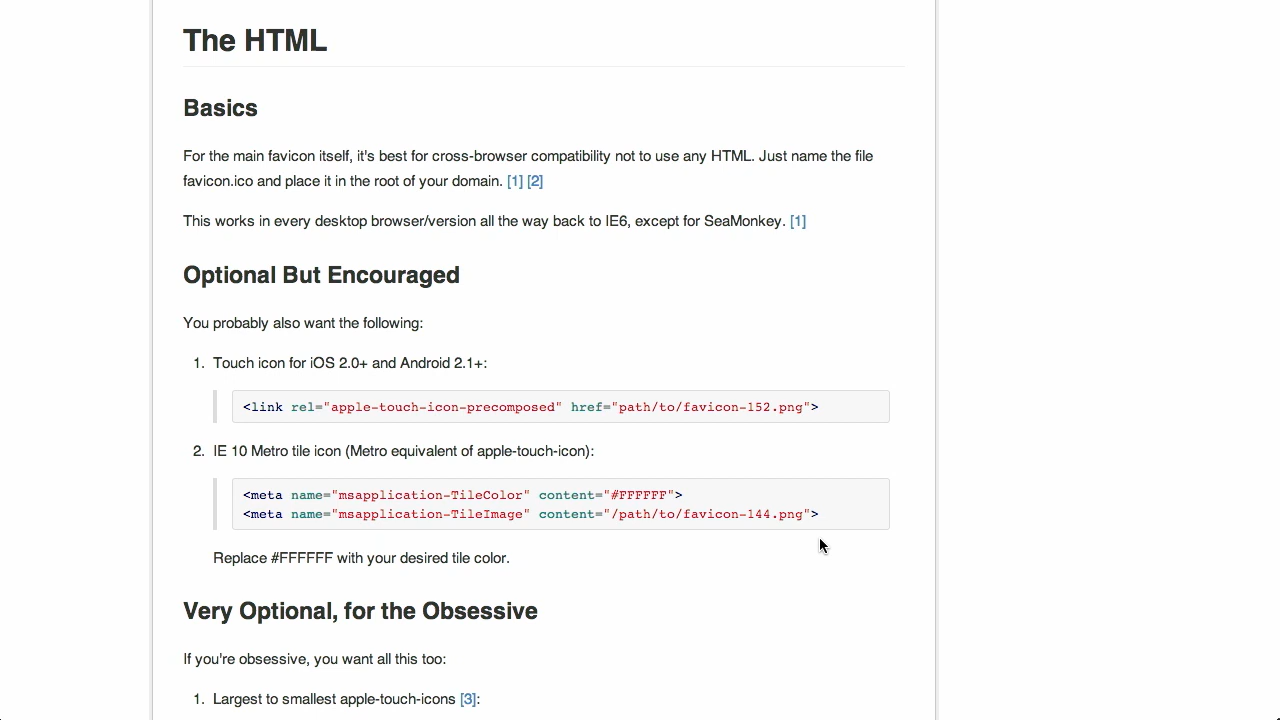 The HTML
Basics
For the main favicon itself, it's best for cross-browser compatibility not to use any HTML. Just name the file
favicon.ico and place it in the root of your domain. [1] [2]
This works in every desktop browser/version all the way back to IE6, except for SeaMonkey. [1]
Optional But Encouraged
You probably also want the following:
1. Touch icon for iOS 2.0+ and Android 2.1+:
<link rel="apple-touch-icon-precomposed" href="path/to/favicon-152.png">
2. IE 10 Metro tile icon (Metro equivalent of apple-touch-icon):
<meta name="msapplication-TileColor" content="#FFFFFF">
<meta name="msapplication-TileImage" content="/path/to/favicon-144.png">
Replace #FFFFFF with your desired tile color.
Very Optional, for the Obsessive
If you're obsessive, you want all this too:
1. Largest to smallest apple-touch-icons [3]: